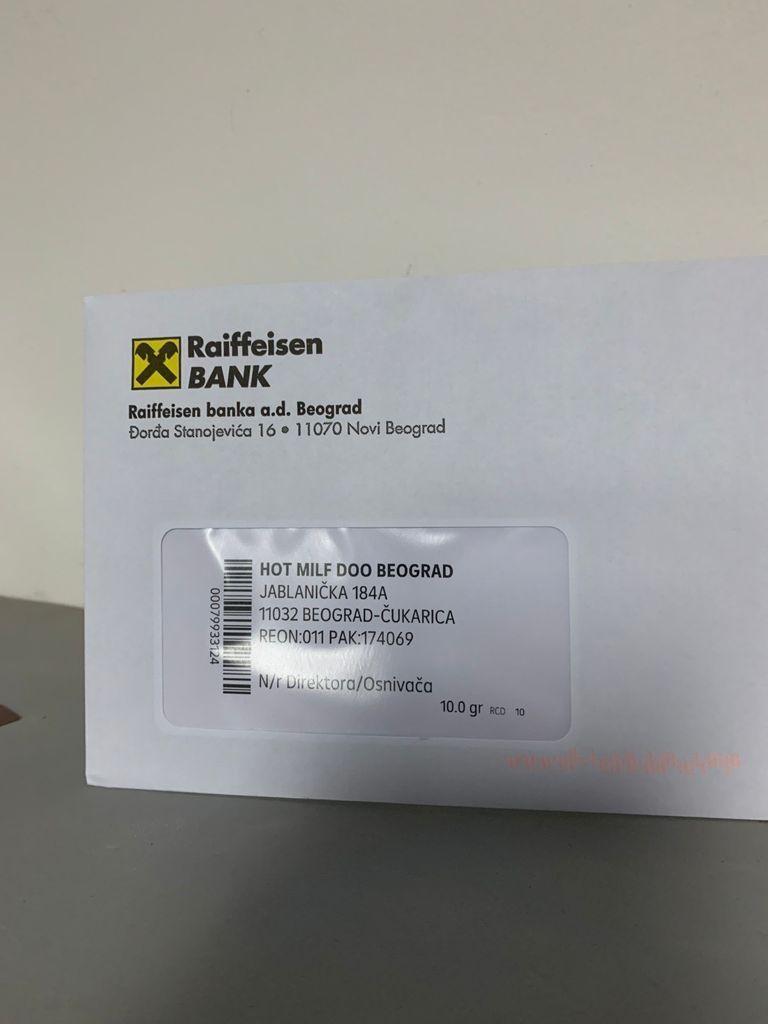 Raiffeisen
BANK
Raiffeisen banka a.d. Beograd
Đorđa Stanojevića 16 • 11070 Novi Beograd
00079933124
HOT MILF DOO BEOGRAD
JABLANIČKA 184A
11032 BEOGRAD-ČUKARICA
REON:011 PAK:174069
N/r Direktora/Osnivača
10.0 gr RCD 10